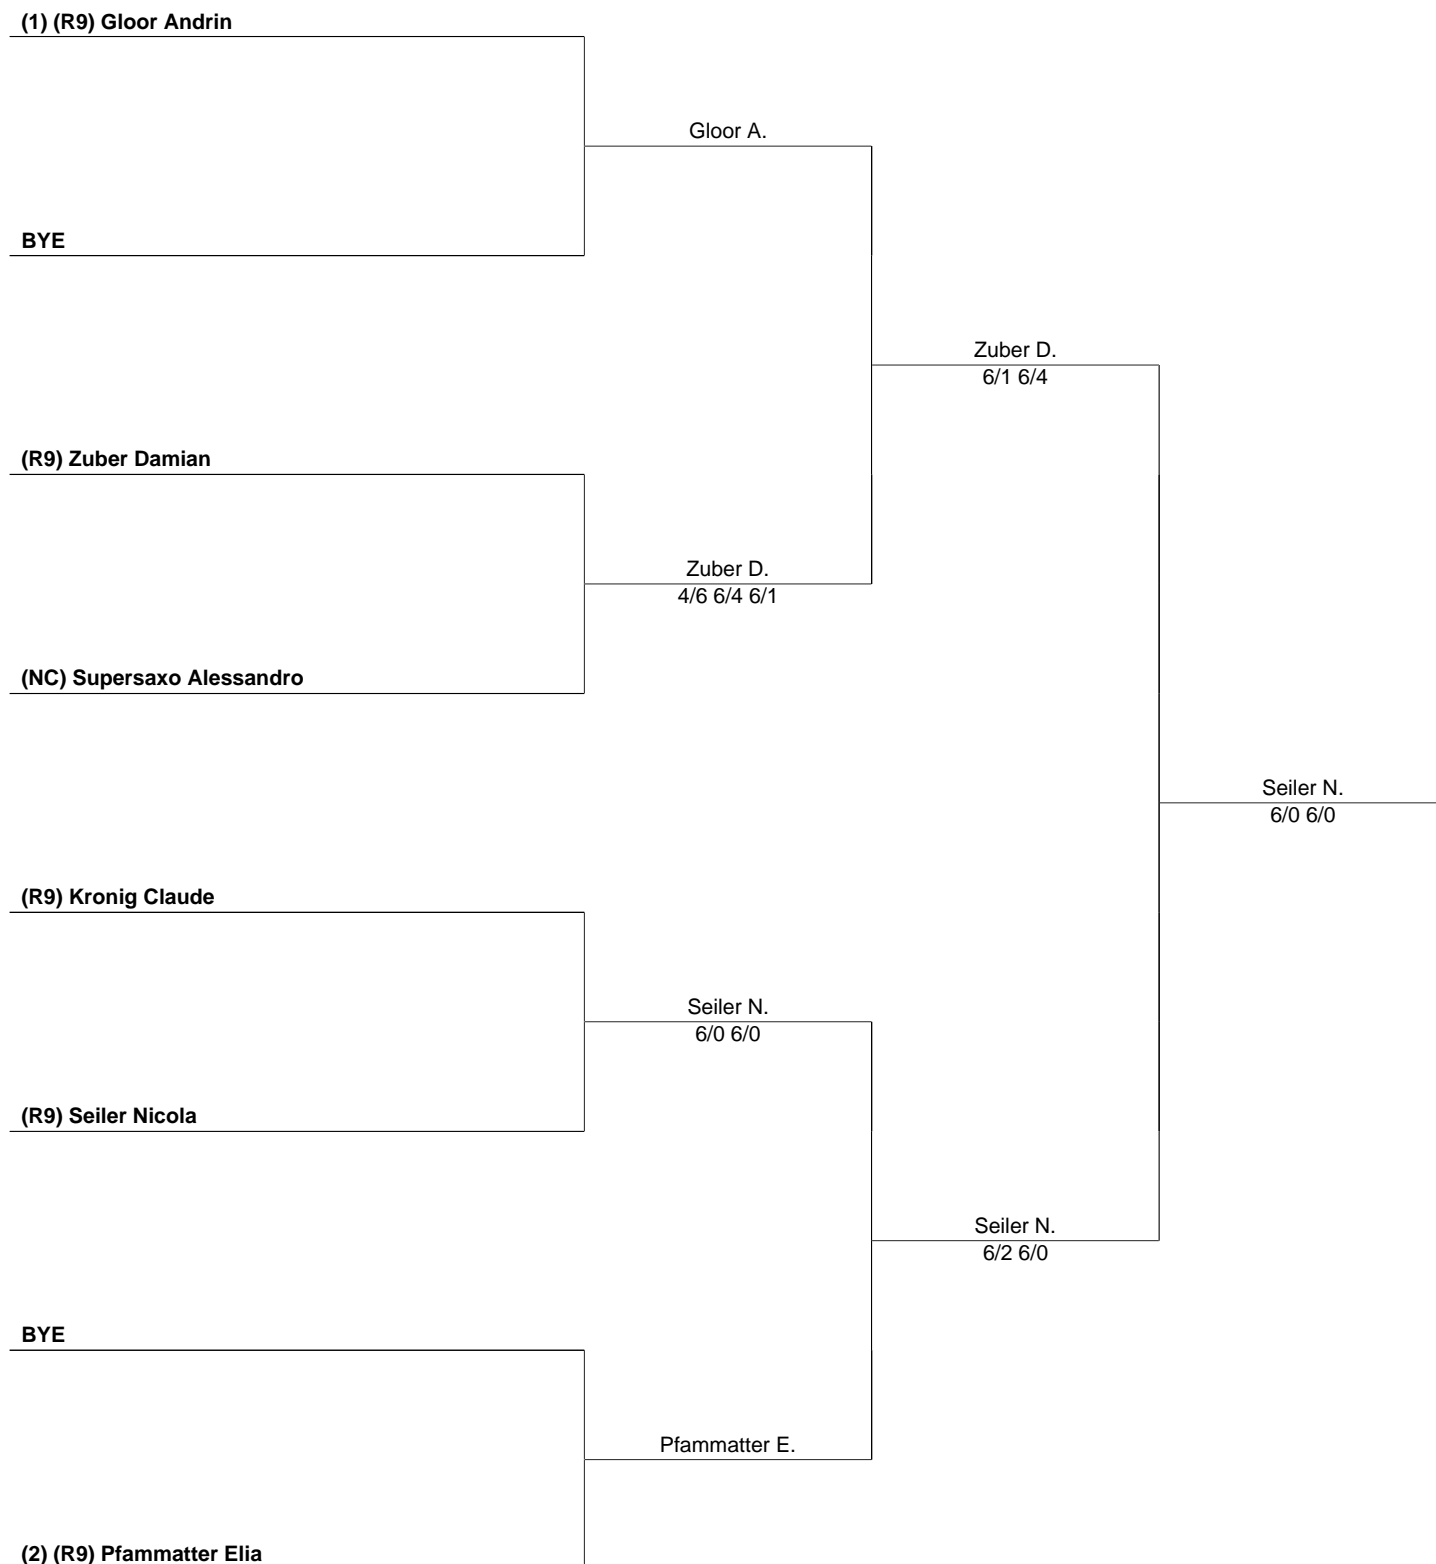 (1) (R9) Gloor Andrin
Gloor A.
BYE
Zuber D.
6/1 6/4
(R9) Zuber Damian
Zuber D.
4/6 6/4 6/1
(NC) Supersaxo Alessandro
Seiler N.
6/0 6/0
(R9) Kronig Claude
Seiler N.
6/0 6/0
(R9) Seiler Nicola
Seiler N.
6/2 6/0
BYE
Pfammatter E.
(2) (R9) Pfammatter Elia